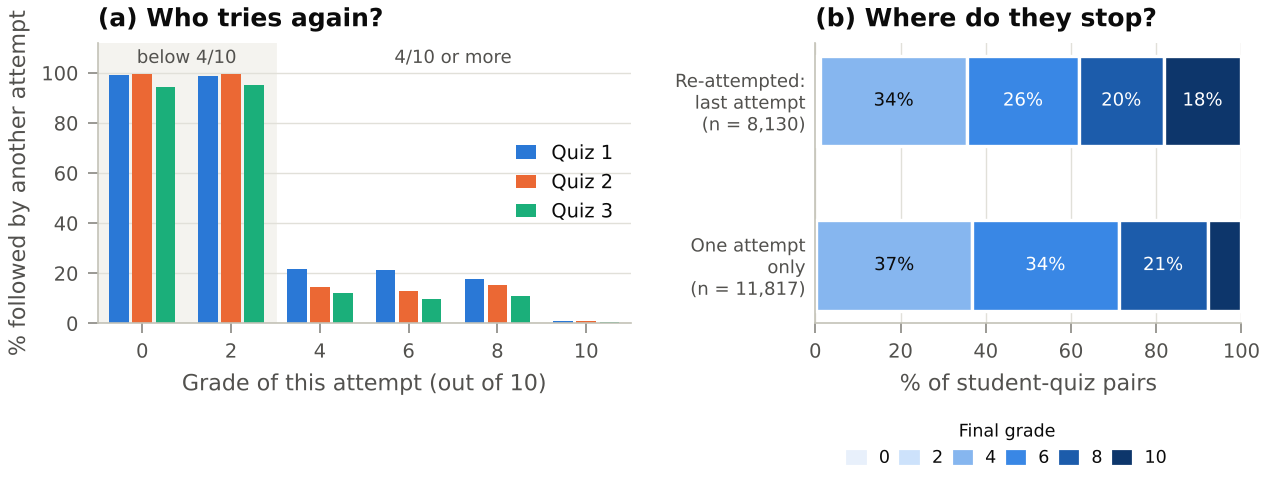 (a) Who tries again?
% followed by another attempt
below 4/10
4/10 or more
100
80
60
40
20
0
Quiz 1
Quiz 2
Quiz 3
0 2 4 6 8 10
Grade of this attempt (out of 10)
(b) Where do they stop?
Re-attempted:
last attempt
(n = 8,130)
34% 26% 20% 18%
One attempt
only
(n = 11,817)
37% 34% 21%
0 20 40 60 80 100
% of student-quiz pairs
Final grade
0 2 4 6 8 10